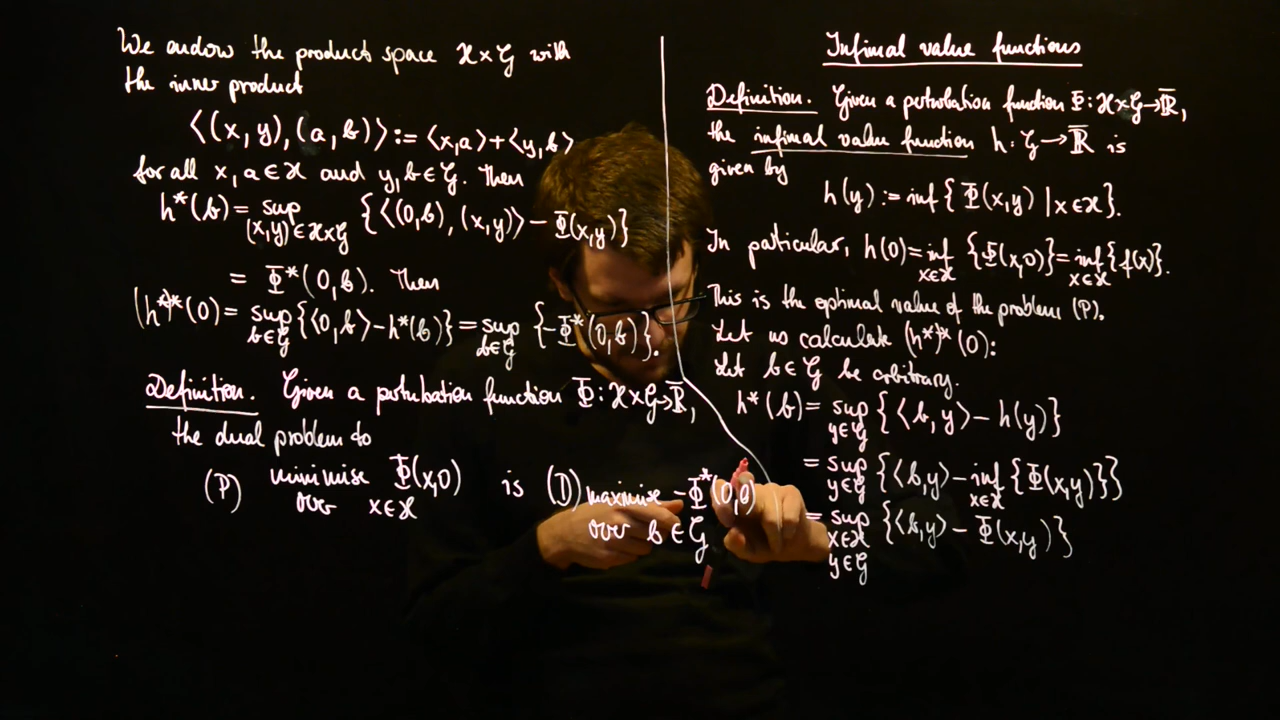 Infimal value functions
Definition. Given a perturbation function Φ: ℋ×𝒢→ℝ̄,
the infimal value function h: 𝒢→ℝ̄ is
given by
h(y) := inf{Φ(x,y) | x∈ℋ}.
In particular, h(0) = inf_{x∈ℋ} {Φ(x,0)} = inf_{x∈ℋ} {f(x)}.
This is the optimal value of the problem (P).
Let us calculate (h*)*(0):
Let b∈𝒢 be arbitrary.
h*(b) = sup_{y∈𝒢} {⟨b,y⟩ − h(y)}
= sup_{y∈𝒢} {⟨b,y⟩ − inf_{x∈ℋ} {Φ(x,y)}}
= sup_{x∈ℋ y∈𝒢} {⟨b,y⟩ − Φ(x,y)}
We endow the product space ℋ×𝒢 with
the inner product
⟨(x,y),(a,b)⟩ := ⟨x,a⟩+⟨y,b⟩
for all x,a∈ℋ and y,b∈𝒢. Then
h*(b) = sup_{(x,y)∈ℋ×𝒢} {⟨(0,b),(x,y)⟩ − Φ(x,y)}
= Φ*(0,b). Then
(h*)*(0) = sup_{b∈𝒢} {⟨0,b⟩ − h*(b)} = sup_{b∈𝒢} {−Φ*(0,b)}.
Definition. Given a perturbation function Φ: ℋ×𝒢→ℝ̄,
the dual problem to
(P) minimise Φ(x,0) is (D) maximise −Φ*(0,b)
over x∈ℋ over b∈𝒢